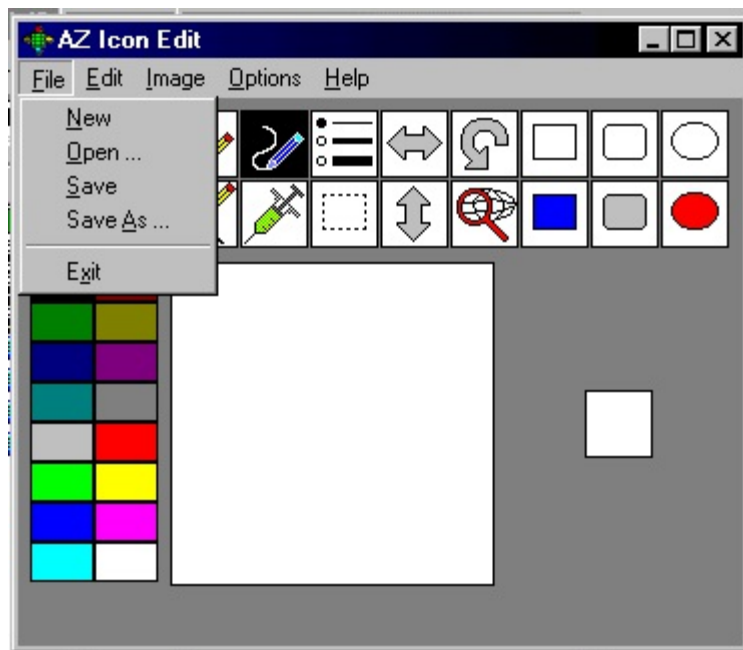 AZ Icon Edit
File Edit Image Options Help
New
Open ...
Save
Save As ...
Exit